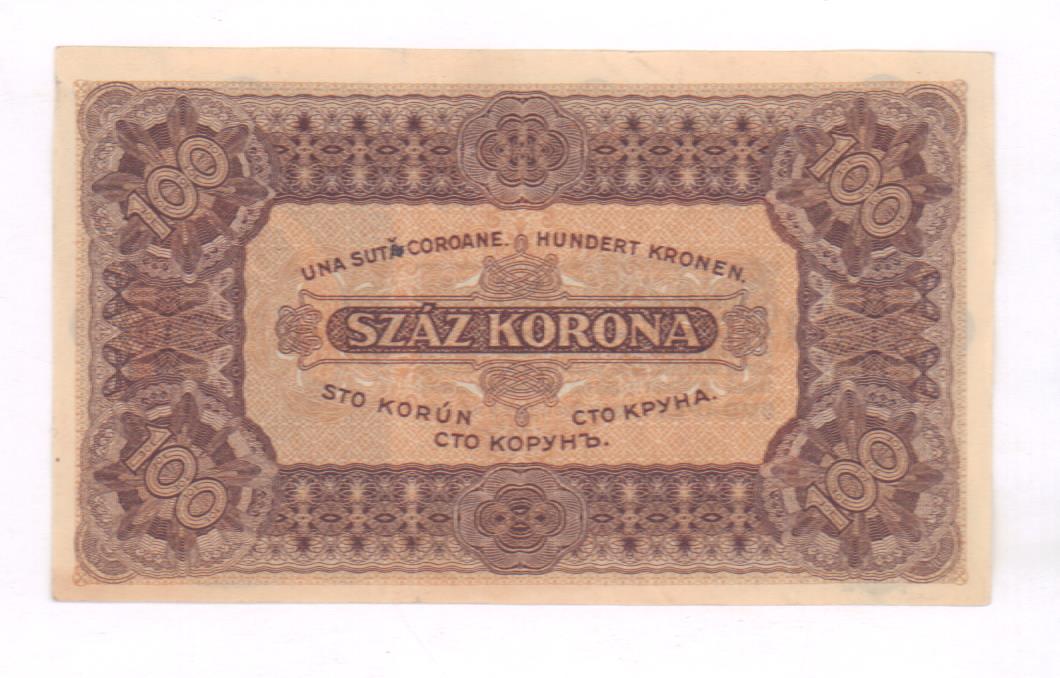 100
100
UNA SUTĂ COROANE. HUNDERT KRONEN.
SZÁZ KORONA
STO KORÚN
СТО КРУНА.
СТО КОРУНЪ.
100
100